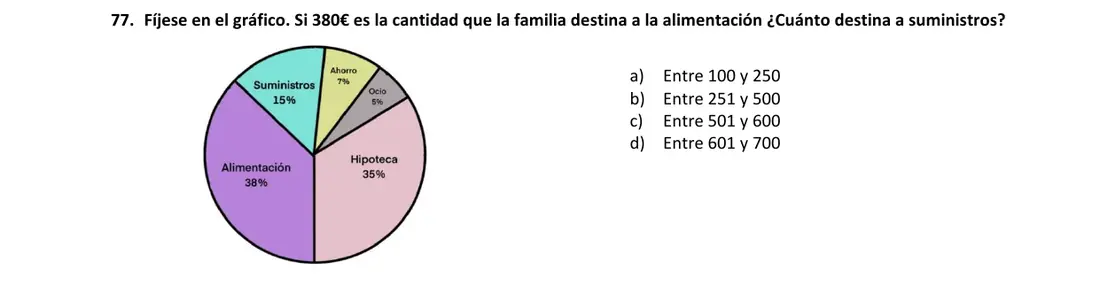 77. Fíjese en el gráfico. Si 380€ es la cantidad que la familia destina a la alimentación ¿Cuánto destina a suministros?
Ahorro
7%
Suministros
15%
Ocio
5%
Alimentación
38%
Hipoteca
35%
a) Entre 100 y 250
b) Entre 251 y 500
c) Entre 501 y 600
d) Entre 601 y 700